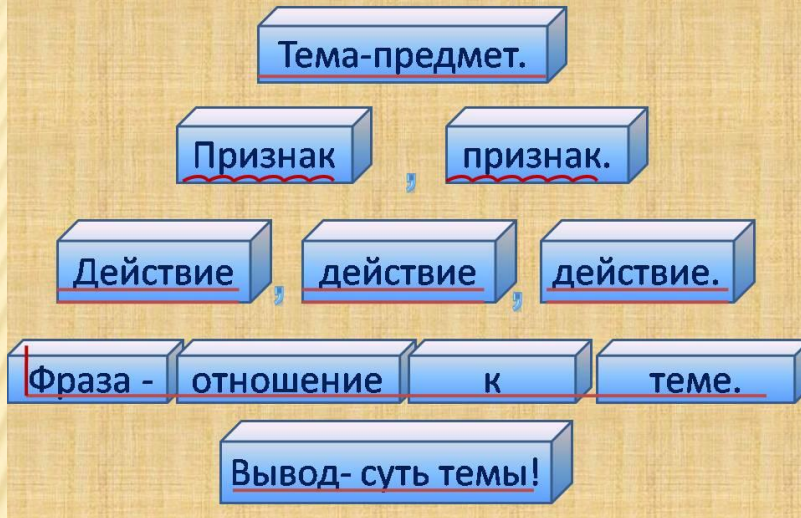 Тема-предмет.
Признак , признак.
Действие , действие , действие.
Фраза - отношение к теме.
Вывод- суть темы!